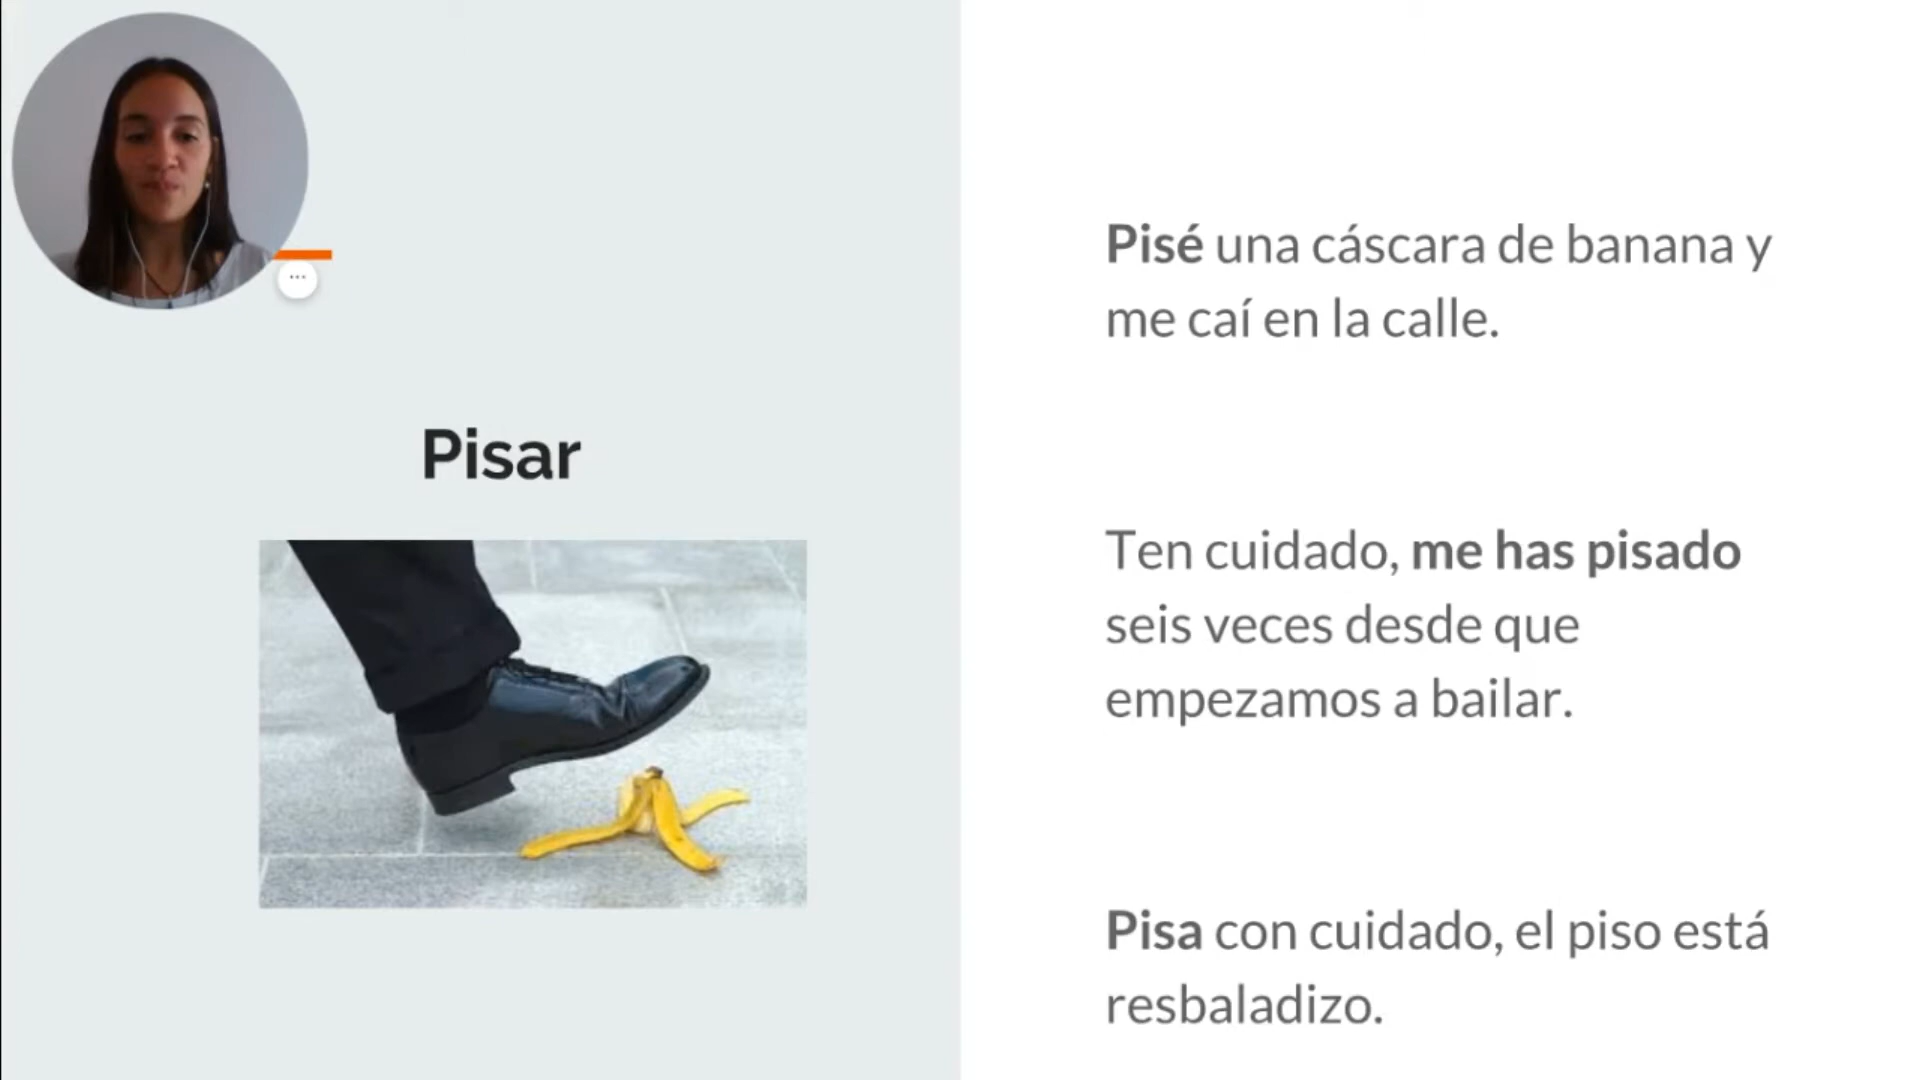 Pisar
Pisé una cáscara de banana y
me caí en la calle.
Ten cuidado, me has pisado
seis veces desde que
empezamos a bailar.
Pisa con cuidado, el piso está
resbaladizo.